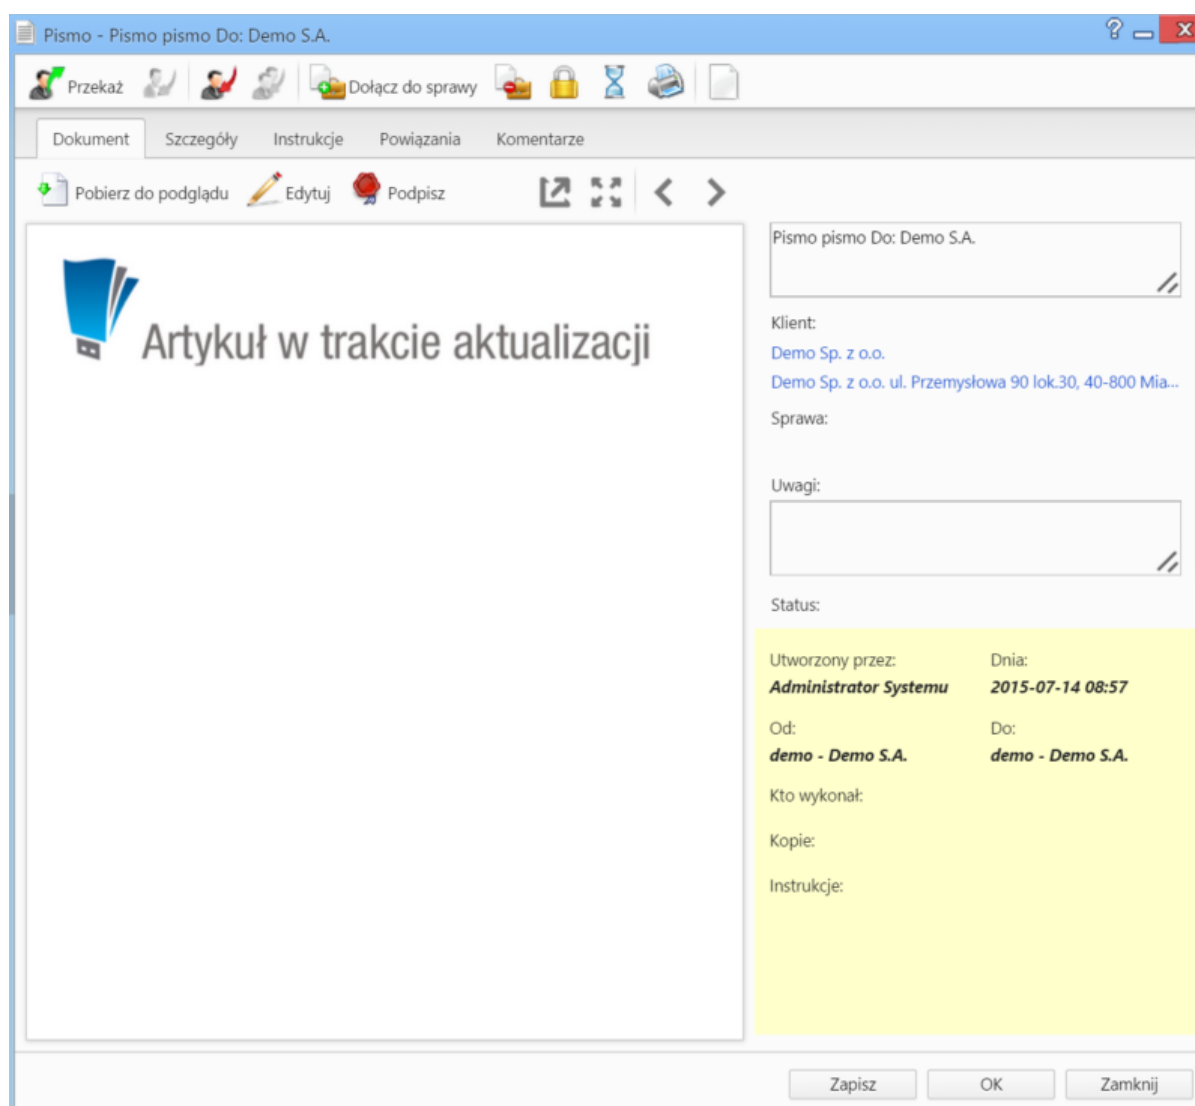 Pismo - Pismo pismo Do: Demo S.A.
Przekaż Dołącz do sprawy
Dokument Szczegóły Instrukcje Powiązania Komentarze
Pobierz do podglądu Edytuj Podpisz
Artykuł w trakcie aktualizacji
Pismo pismo Do: Demo S.A.
Klient:
Demo Sp. z o.o.
Demo Sp. z o.o. ul. Przemysłowa 90 lok.30, 40-800 Mia...
Sprawa:
Uwagi:
Status:
Utworzony przez: Dnia:
Administrator Systemu 2015-07-14 08:57
Od: Do:
demo - Demo S.A. demo - Demo S.A.
Kto wykonał:
Kopie:
Instrukcje:
Zapisz OK Zamknij